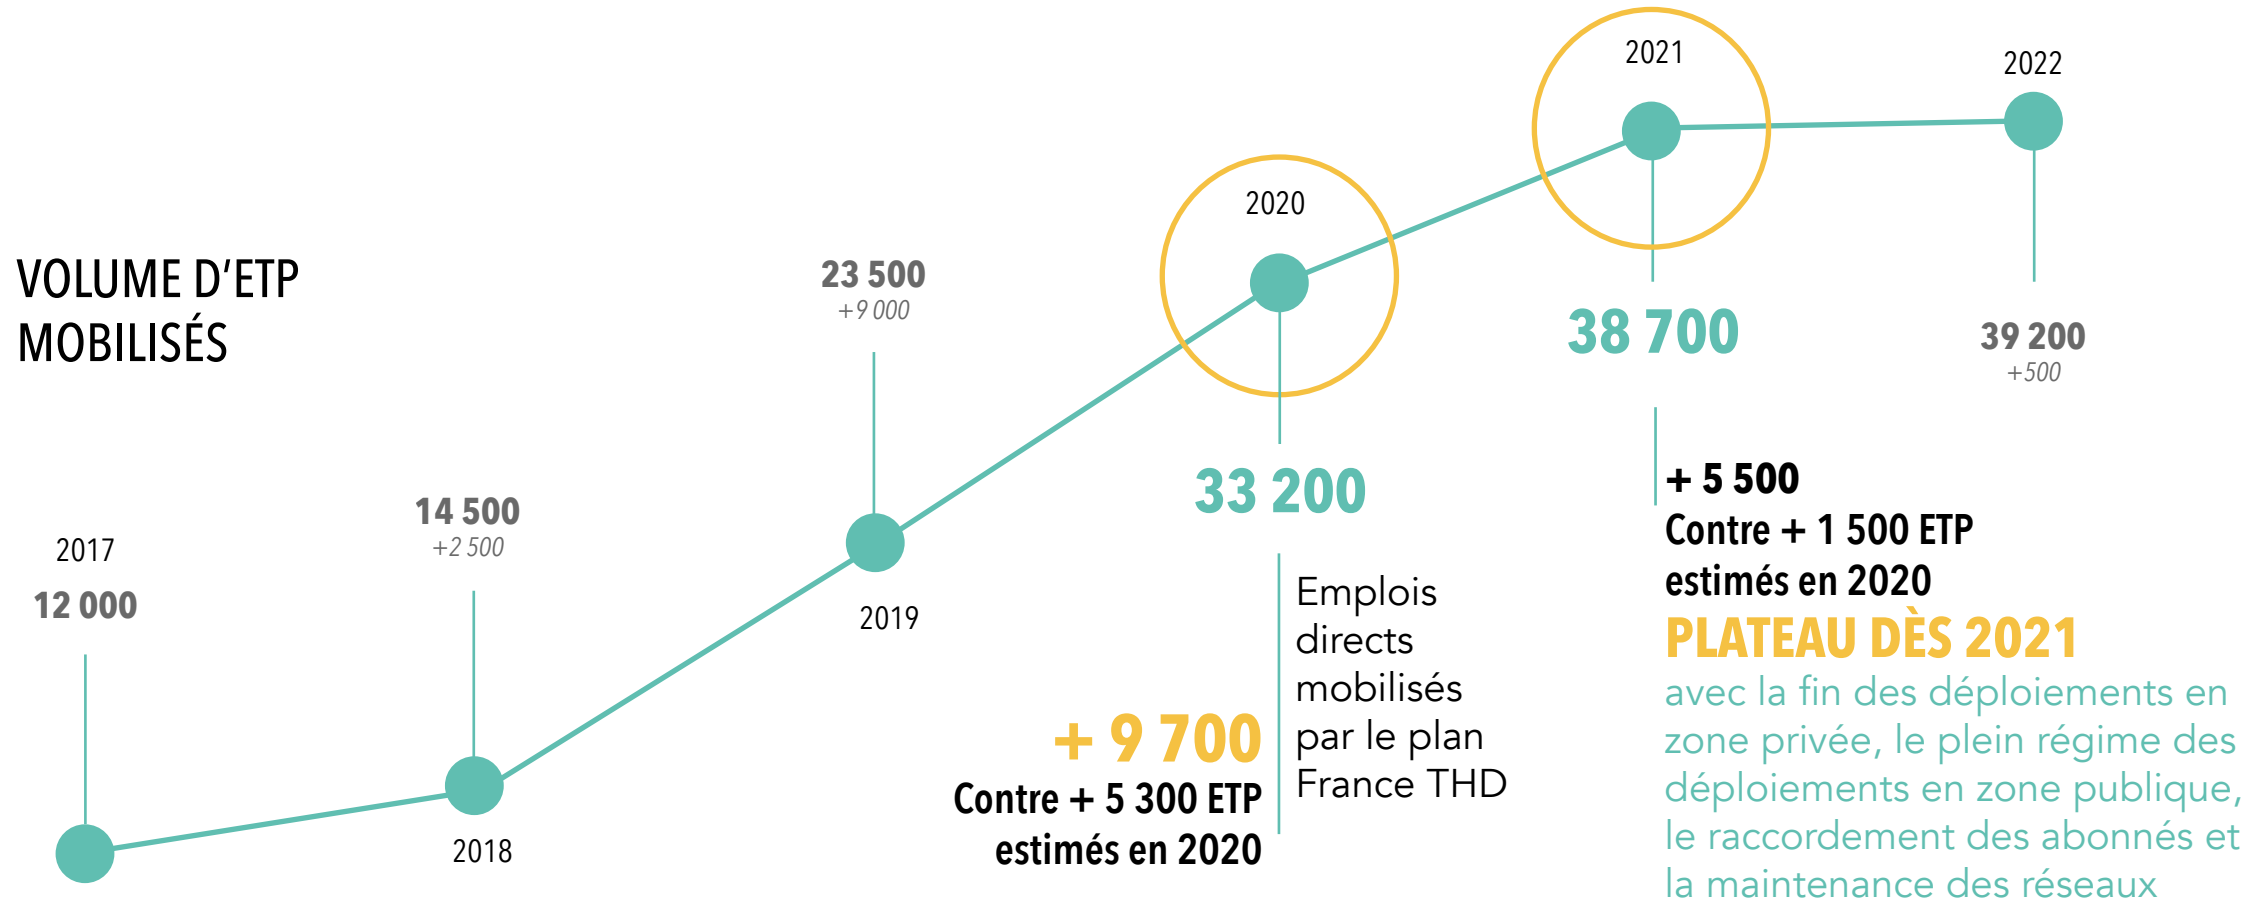 VOLUME D’ETP
MOBILISÉS
2017
12 000
14 500
+2 500
2018
23 500
+9 000
2019
2020
33 200
Emplois
directs
mobilisés
par le plan
France THD
+ 9 700
Contre + 5 300 ETP
estimés en 2020
2021
38 700
+ 5 500
Contre + 1 500 ETP
estimés en 2020
PLATEAU DÈS 2021
avec la fin des déploiements en
zone privée, le plein régime des
déploiements en zone publique,
le raccordement des abonnés et
la maintenance des réseaux
2022
39 200
+500